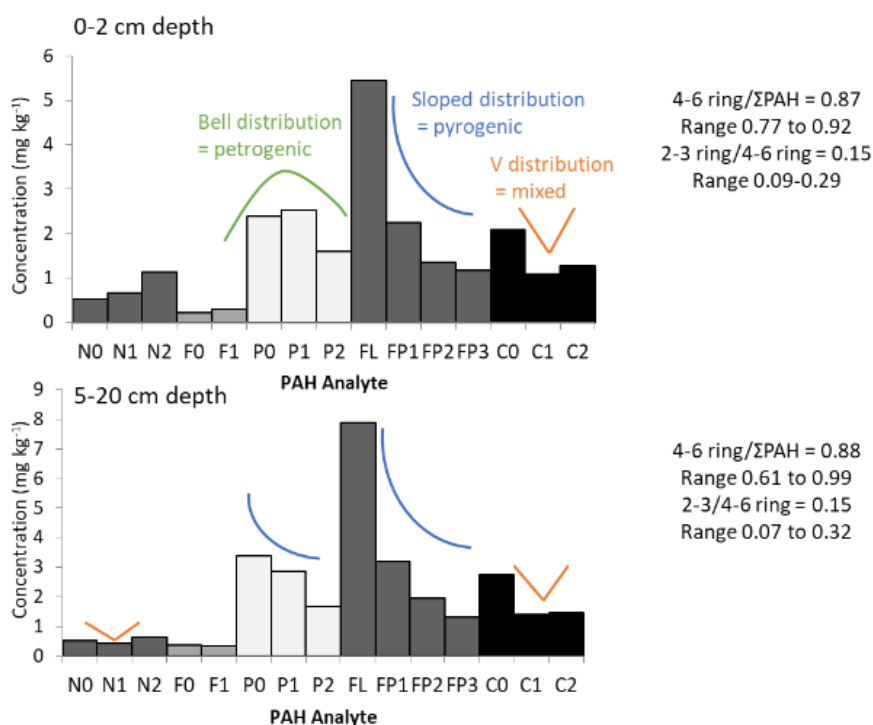 0-2 cm depth
Concentration (mg kg⁻¹)
6
5
4
3
2
1
0
Bell distribution
= petrogenic
Sloped distribution
= pyrogenic
V distribution
= mixed
N0 N1 N2 F0 F1 P0 P1 P2 FL FP1 FP2 FP3 C0 C1 C2
PAH Analyte
4-6 ring/ΣPAH = 0.87
Range 0.77 to 0.92
2-3 ring/4-6 ring = 0.15
Range 0.09-0.29
5-20 cm depth
Concentration (mg kg⁻¹)
9
8
7
6
5
4
3
2
1
0
N0 N1 N2 F0 F1 P0 P1 P2 FL FP1 FP2 FP3 C0 C1 C2
PAH Analyte
4-6 ring/ΣPAH = 0.88
Range 0.61 to 0.99
2-3/4-6 ring = 0.15
Range 0.07 to 0.32